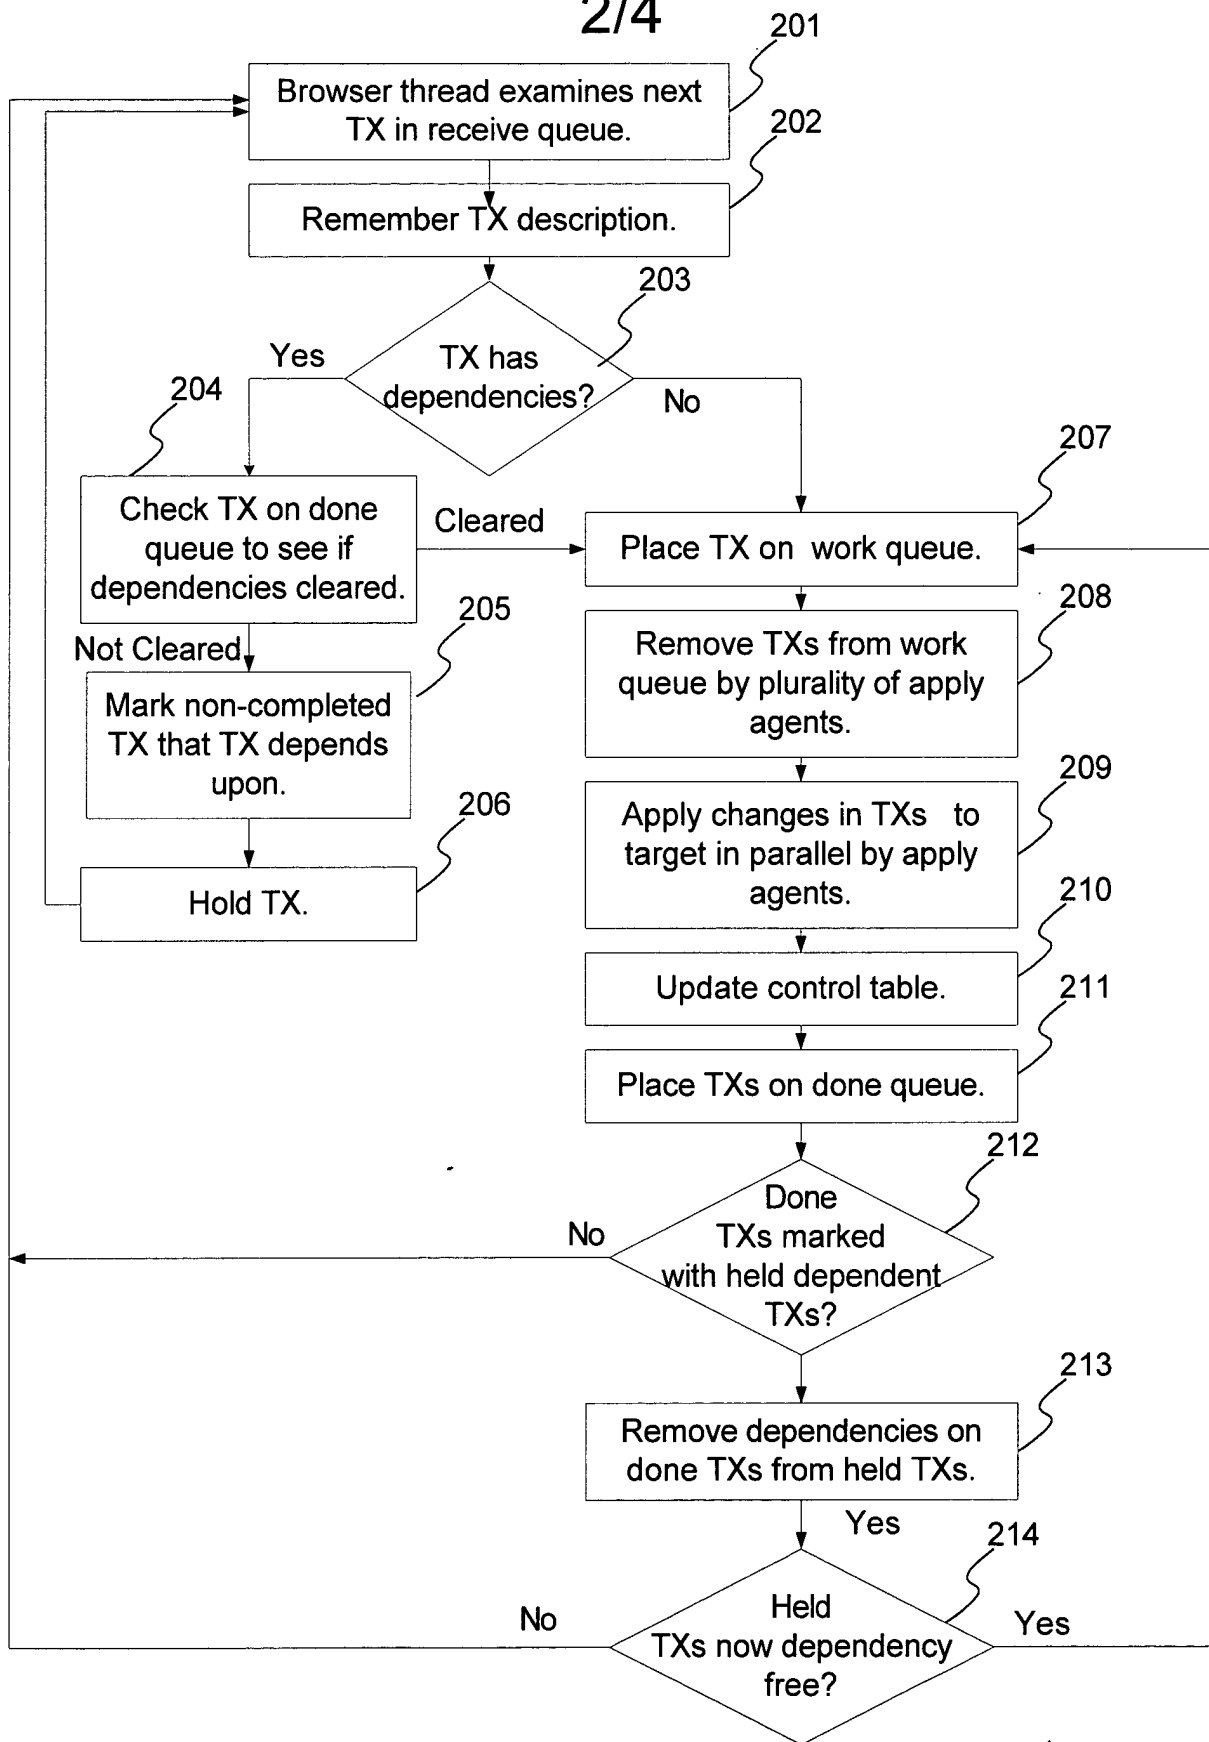 2/4
201
Browser thread examines next
TX in receive queue.
202
Remember TX description.
203
TX has
dependencies?
Yes
No
204
Check TX on done
queue to see if
dependencies cleared.
Cleared
207
Place TX on work queue.
Not Cleared
205
Mark non-completed
TX that TX depends
upon.
208
Remove TXs from work
queue by plurality of apply
agents.
206
Hold TX.
209
Apply changes in TXs to
target in parallel by apply
agents.
210
Update control table.
211
Place TXs on done queue.
212
Done
TXs marked
with held dependent
TXs?
No
213
Remove dependencies on
done TXs from held TXs.
Yes
214
Held
TXs now dependency
free?
No
Yes